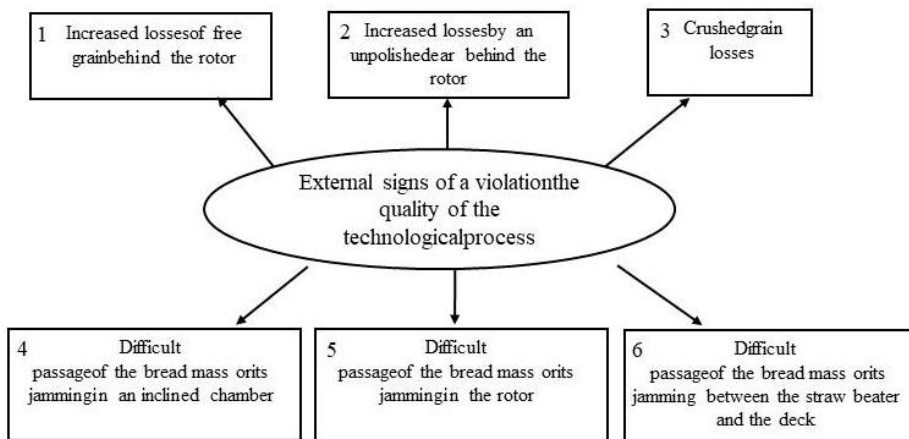 1 Increased lossesof free
grainbehind the rotor
2 Increased lossesby an
unpolishedear behind the
rotor
3 Crushedgrain
losses
External signs of a violationthe
quality of the
technologicalprocess
4 Difficult
passageof the bread mass orits
jammingin an inclined chamber
5 Difficult
passageof the bread mass orits
jammingin the rotor
6 Difficult
passageof the bread mass orits
jamming between the straw beater
and the deck